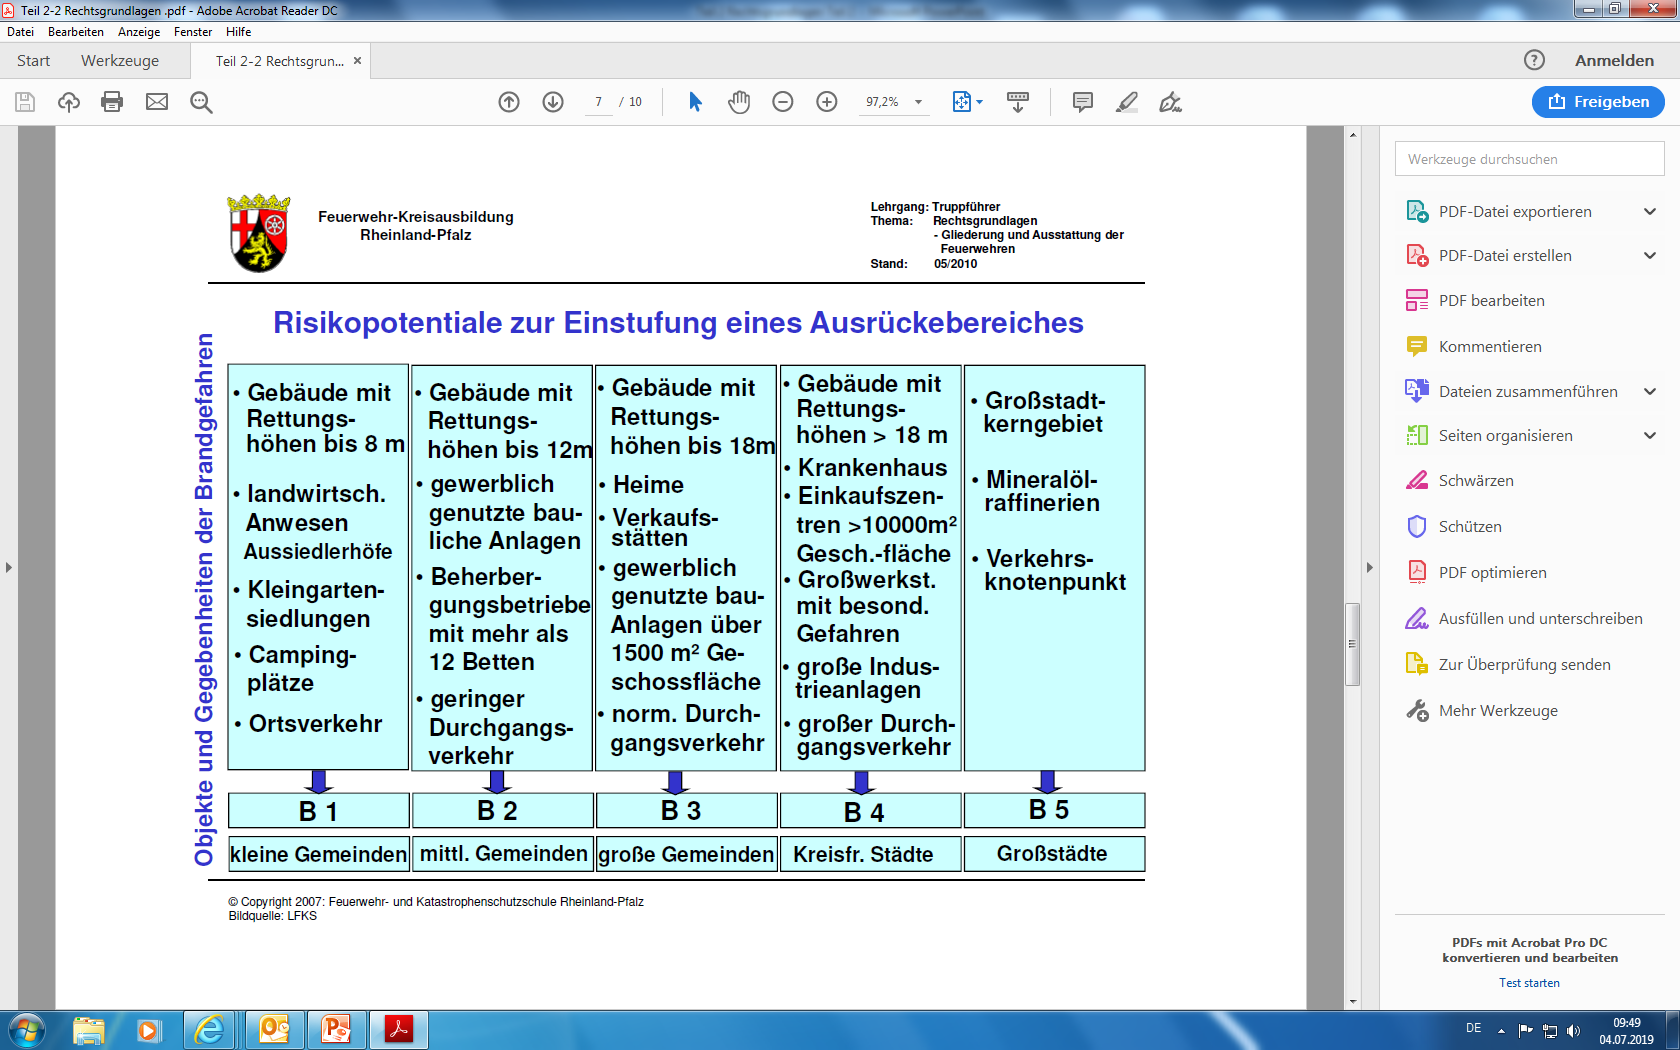 Teil 2-2 Rechtsgrundlagen .pdf - Adobe Acrobat Reader DC
Datei Bearbeiten Anzeige Fenster Hilfe
Start Werkzeuge Teil 2-2 Rechtsgrun... × ? Anmelden
7 / 10 97,2% Freigeben
Werkzeuge durchsuchen
PDF-Datei exportieren
PDF-Datei erstellen
PDF bearbeiten
Kommentieren
Dateien zusammenführen
Seiten organisieren
Schwärzen
Schützen
PDF optimieren
Ausfüllen und unterschreiben
Zur Überprüfung senden
Mehr Werkzeuge
PDFs mit Acrobat Pro DC
konvertieren und bearbeiten
Test starten
Feuerwehr-Kreisausbildung
Rheinland-Pfalz
Lehrgang: Truppführer
Thema: Rechtsgrundlagen
- Gliederung und Ausstattung der
Feuerwehren
Stand: 05/2010
Risikopotentiale zur Einstufung eines Ausrückebereiches
Objekte und Gegebenheiten der Brandgefahren
• Gebäude mit
Rettungs-
höhen bis 8 m
• landwirtsch.
Anwesen
Aussiedlerhöfe
• Kleingarten-
siedlungen
• Camping-
plätze
• Ortsverkehr
B 1
kleine Gemeinden
• Gebäude mit
Rettungs-
höhen bis 12m
• gewerblich
genutzte bau-
liche Anlagen
• Beherber-
gungsbetriebe
mit mehr als
12 Betten
• geringer
Durchgangs-
verkehr
B 2
mittl. Gemeinden
• Gebäude mit
Rettungs-
höhen bis 18m
• Heime
• Verkaufs-
stätten
• gewerblich
genutzte bau-
Anlagen über
1500 m² Ge-
schossfläche
• norm. Durch-
gangsverkehr
B 3
große Gemeinden
• Gebäude mit
Rettungs-
höhen > 18 m
• Krankenhaus
• Einkaufszen-
tren >10000m²
Gesch.-fläche
• Großwerkst.
mit besond.
Gefahren
• große Indus-
trieanlagen
• großer Durch-
gangsverkehr
B 4
Kreisfr. Städte
• Großstadt-
kerngebiet
• Mineralöl-
raffinerien
• Verkehrs-
knotenpunkt
B 5
Großstädte
© Copyright 2007: Feuerwehr- und Katastrophenschutzschule Rheinland-Pfalz
Bildquelle: LFKS
DE
09:49
04.07.2019